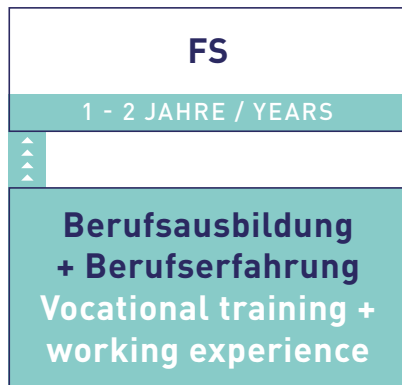 FS
1 - 2 JAHRE / YEARS
Berufsausbildung
+ Berufserfahrung
Vocational training +
working experience